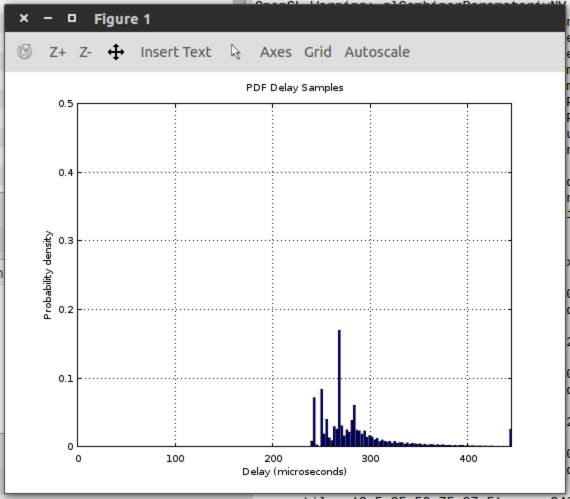 Figure 1
Z+ Z- Insert Text Axes Grid Autoscale
PDF Delay Samples
0.5
0.4
0.3
0.2
0.1
0
0 100 200 300 400
Probability density
Delay (microseconds)